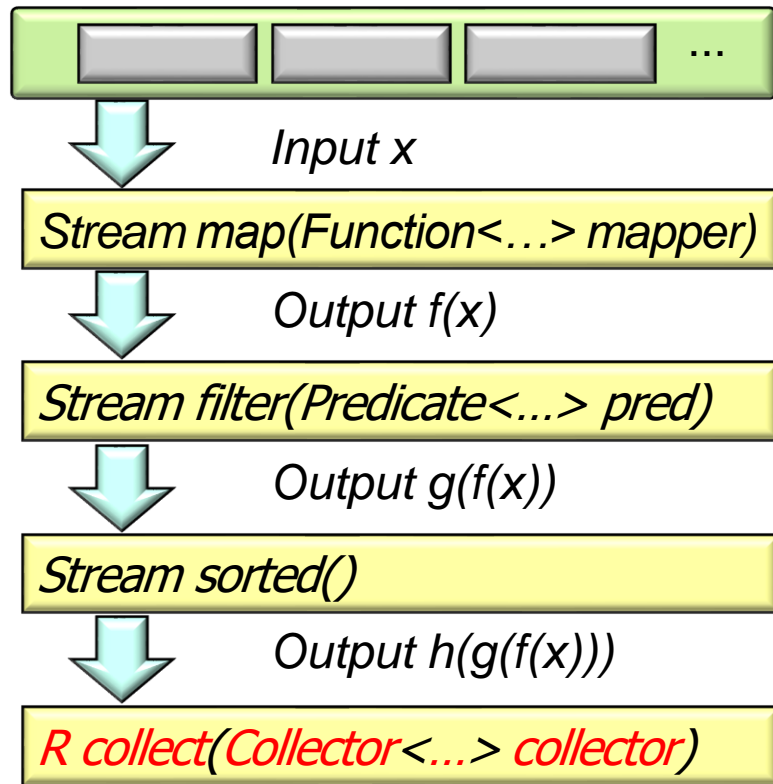 ...
Input x
Stream map(Function<…> mapper)
Output f(x)
Stream filter(Predicate<...> pred)
Output g(f(x))
Stream sorted()
Output h(g(f(x)))
R collect(Collector<...> collector)